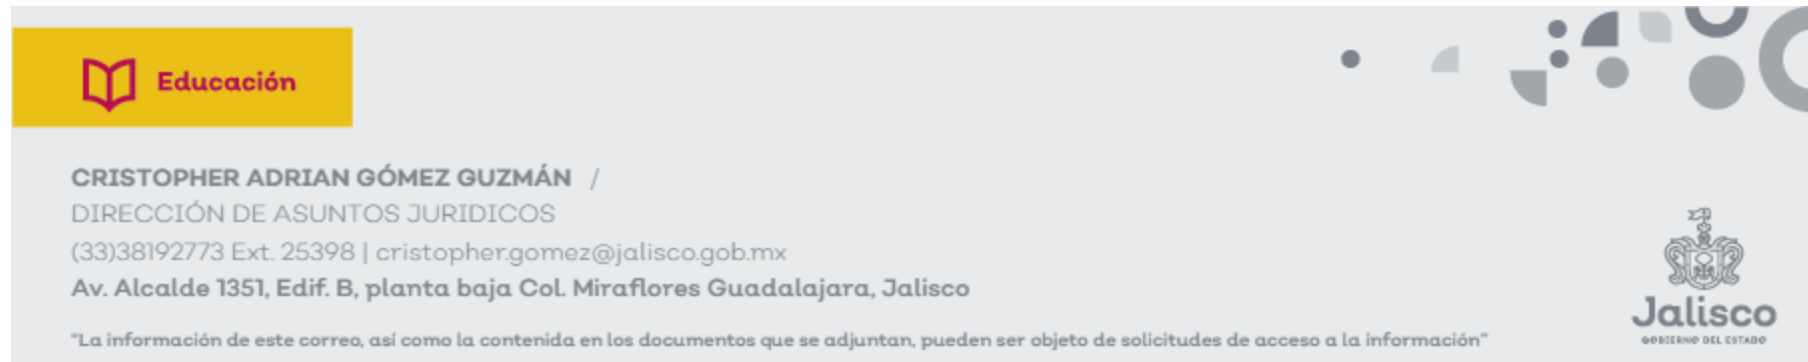 Educación
CRISTOPHER ADRIAN GÓMEZ GUZMÁN /
DIRECCIÓN DE ASUNTOS JURIDICOS
(33)38192773 Ext. 25398 | cristopher.gomez@jalisco.gob.mx
Av. Alcalde 1351, Edif. B, planta baja Col. Miraflores Guadalajara, Jalisco
"La información de este correo, así como la contenida en los documentos que se adjuntan, pueden ser objeto de solicitudes de acceso a la información"
Jalisco
GOBIERNO DEL ESTADO